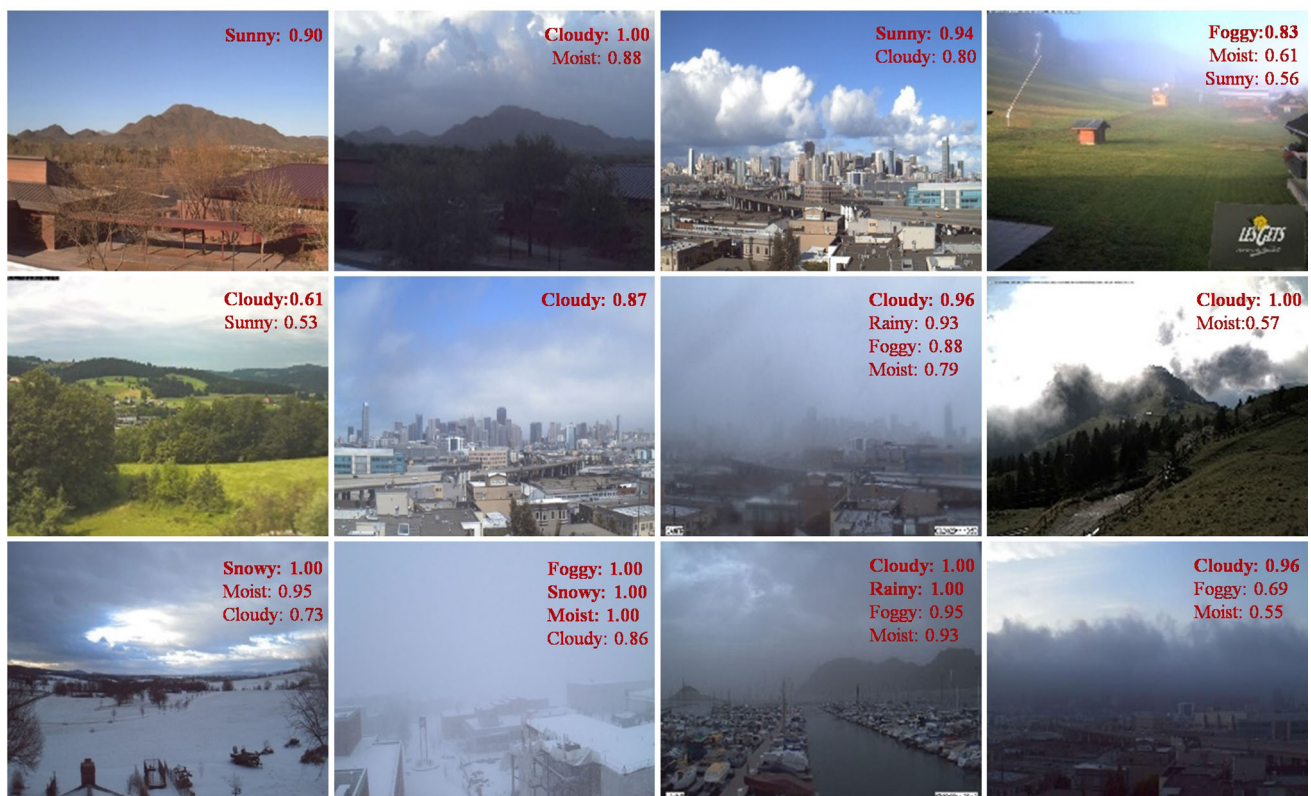 Sunny: 0.90
Cloudy: 1.00
Moist: 0.88
Sunny: 0.94
Cloudy: 0.80
Foggy:0.83
Moist: 0.61
Sunny: 0.56
LES GETS
Cloudy:0.61
Sunny: 0.53
Cloudy: 0.87
Cloudy: 0.96
Rainy: 0.93
Foggy: 0.88
Moist: 0.79
Cloudy: 1.00
Moist:0.57
Snowy: 1.00
Moist: 0.95
Cloudy: 0.73
Foggy: 1.00
Snowy: 1.00
Moist: 1.00
Cloudy: 0.86
Cloudy: 1.00
Rainy: 1.00
Foggy: 0.95
Moist: 0.93
Cloudy: 0.96
Foggy: 0.69
Moist: 0.55